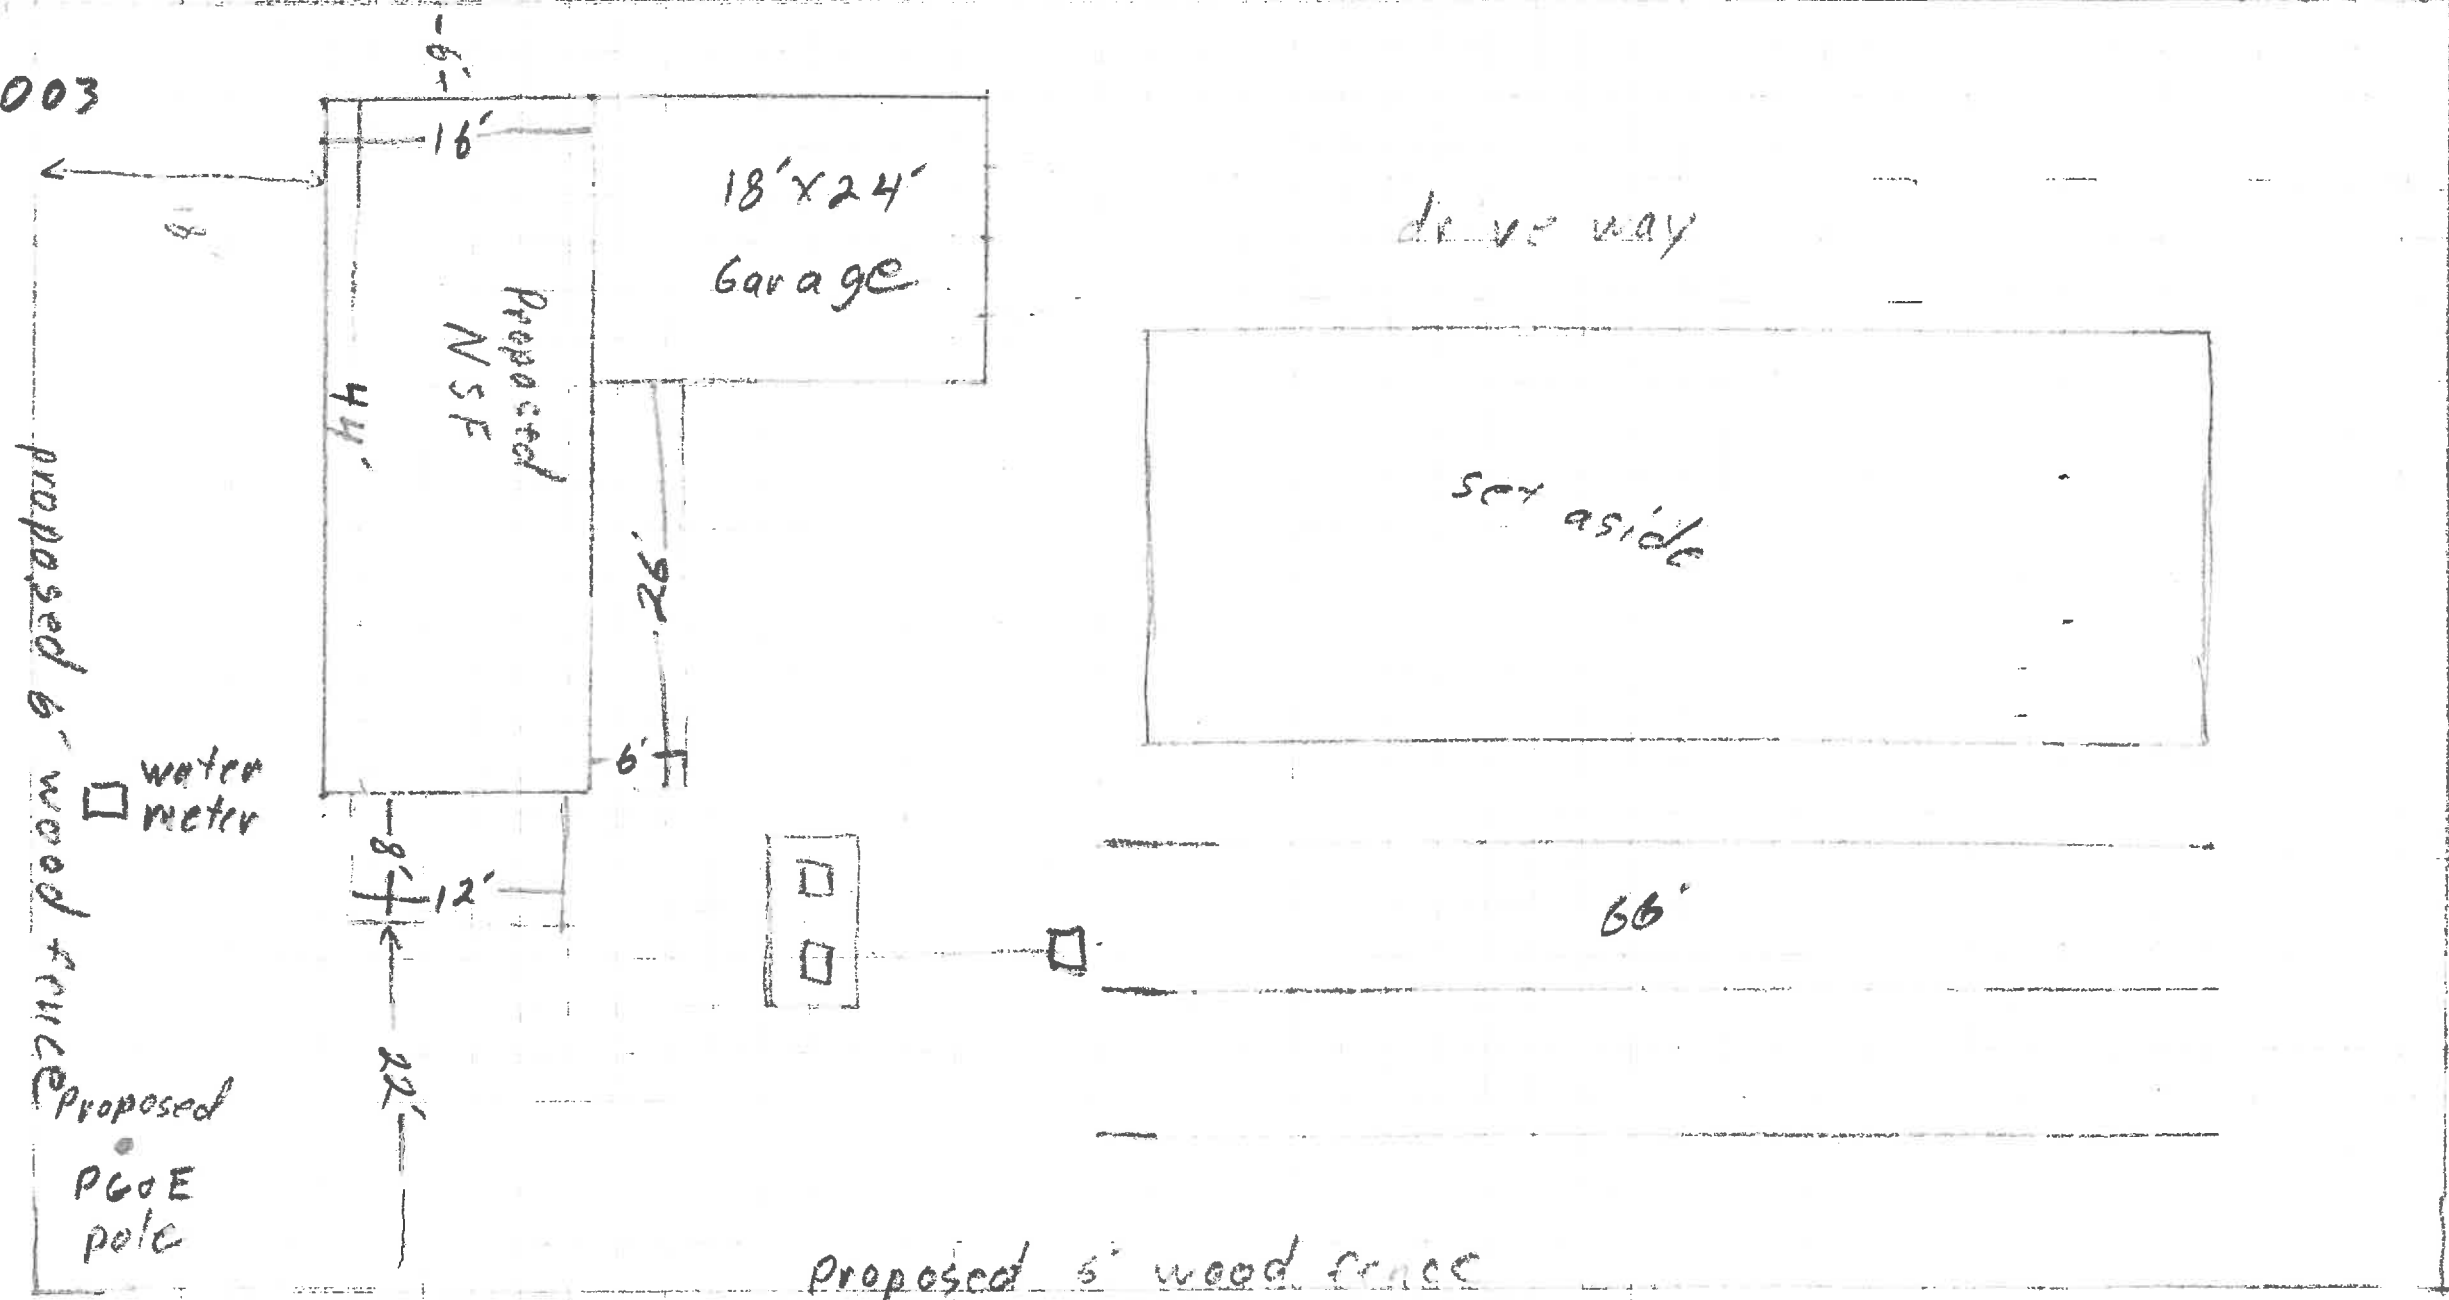 -6'-
003
16'
18'x24'
Garage
drive way
Proposed
NSF
44'
26'
6'
set aside
proposed 6' wood fence
water
meter
8'
12'
66'
22'
Proposed
PG&E
pole
Proposed 6' wood fence